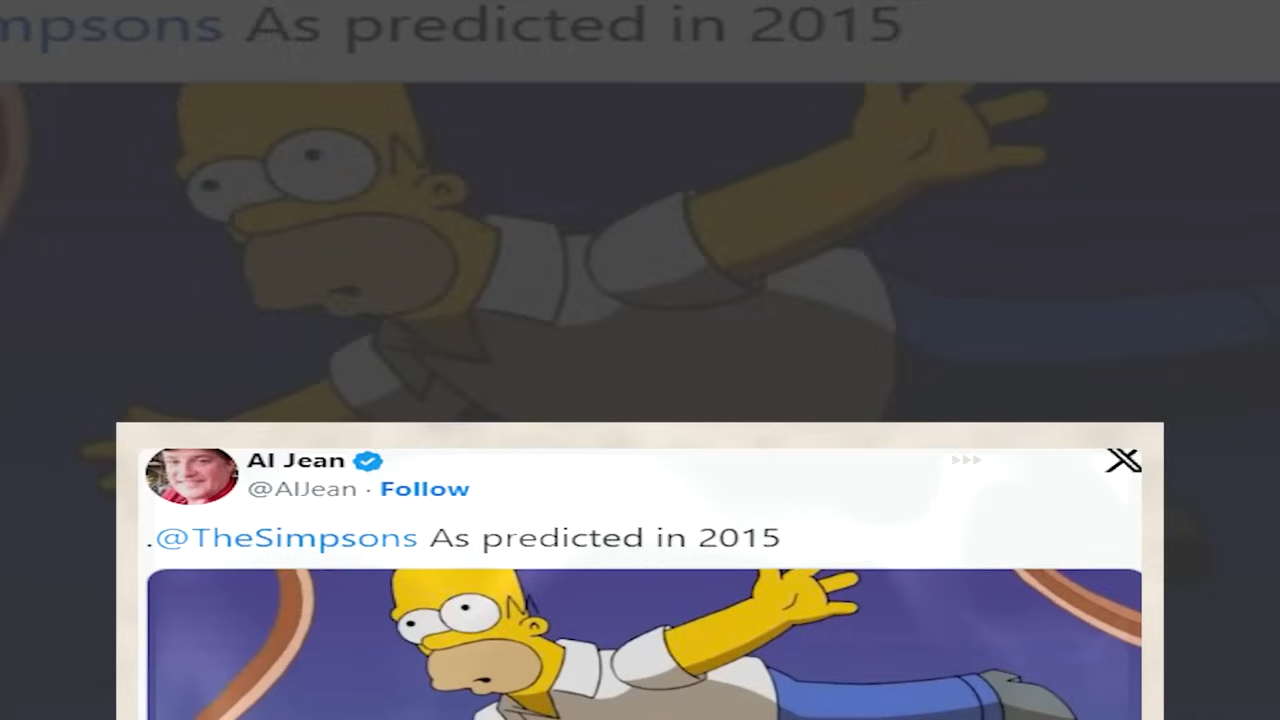 mpsons As predicted in 2015
Al Jean
@AlJean · Follow
.@TheSimpsons As predicted in 2015